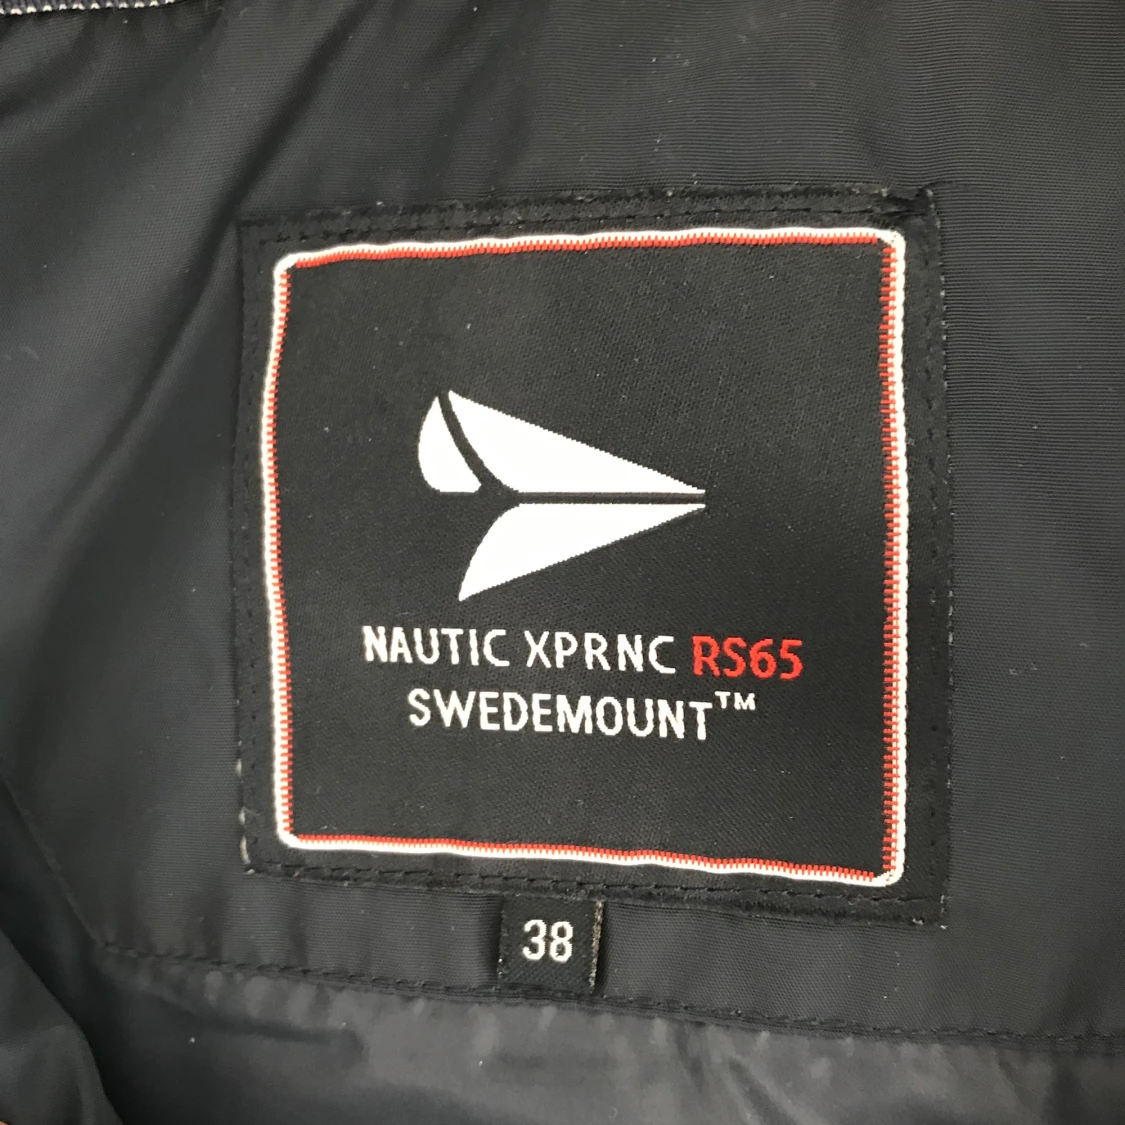 NAUTIC XPRNC RS65
SWEDEMOUNT™
38